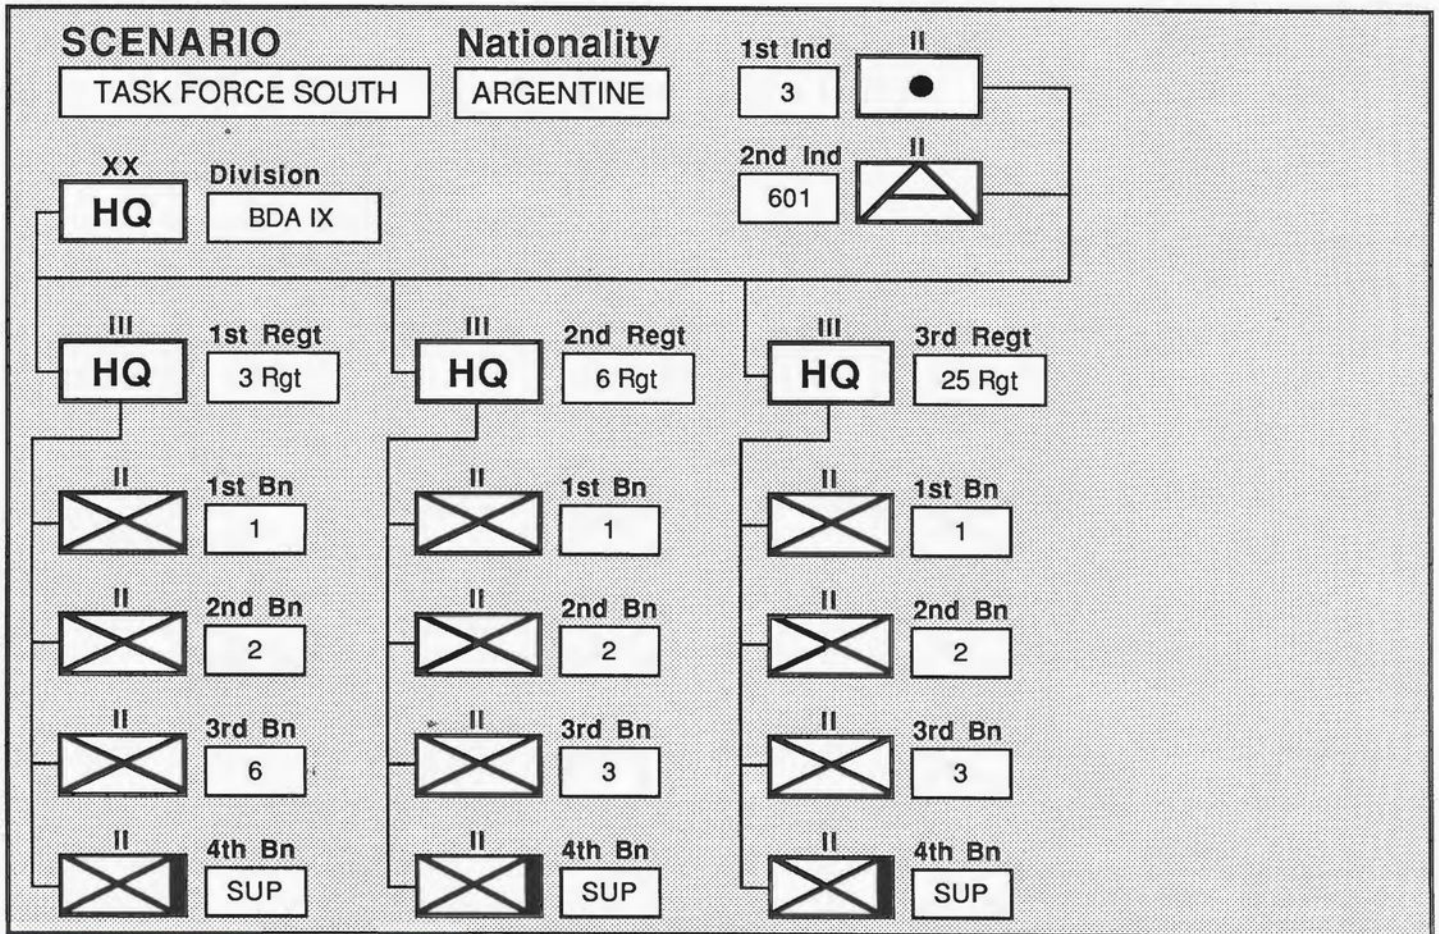 SCENARIO Nationality
TASK FORCE SOUTH ARGENTINE
1st Ind II
3
2nd Ind II
601
XX Division
HQ BDA IX
III 1st Regt III 2nd Regt III 3rd Regt
HQ 3 Rgt HQ 6 Rgt HQ 25 Rgt
II 1st Bn II 1st Bn II 1st Bn
1 1 1
II 2nd Bn II 2nd Bn II 2nd Bn
2 2 2
II 3rd Bn II 3rd Bn II 3rd Bn
6 3 3
II 4th Bn II 4th Bn II 4th Bn
SUP SUP SUP